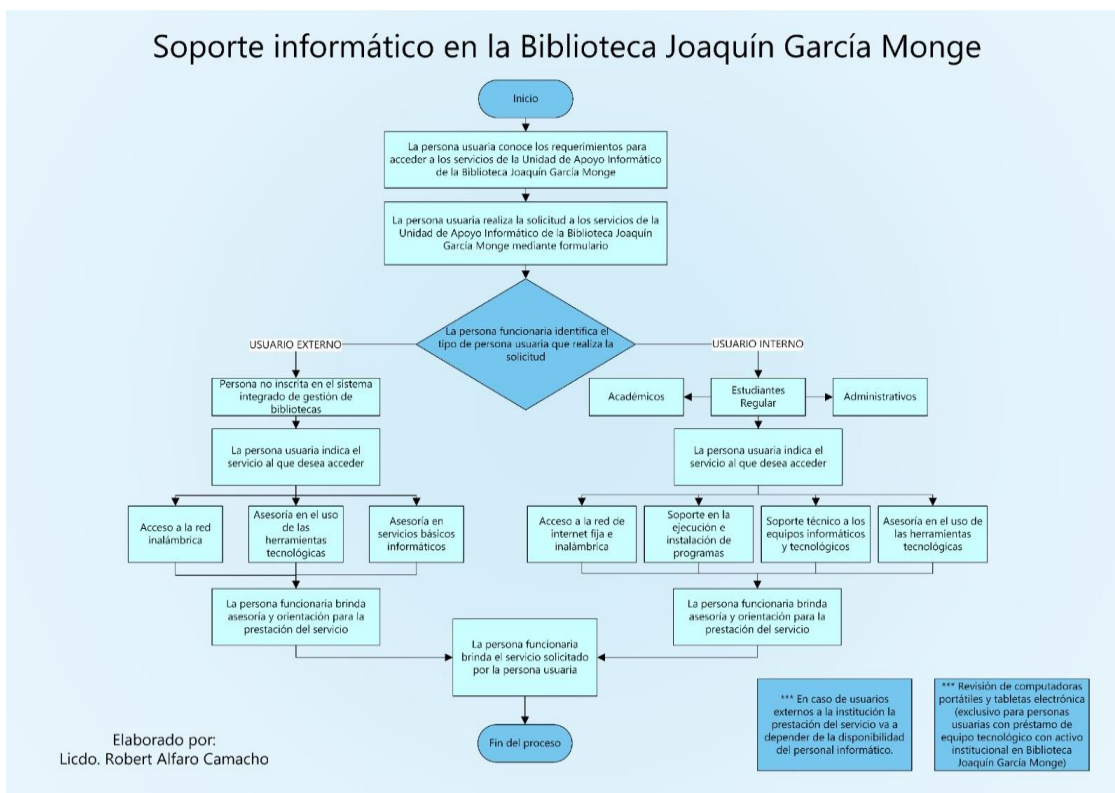 Soporte informático en la Biblioteca Joaquín García Monge
Inicio
La persona usuaria conoce los requerimientos para
acceder a los servicios de la Unidad de Apoyo Informático
de la Biblioteca Joaquín García Monge
La persona usuaria realiza la solicitud a los servicios de la
Unidad de Apoyo Informático de la Biblioteca Joaquín
García Monge mediante formulario
La persona funcionaria identifica el
tipo de persona usuaria que realiza la
solicitud
USUARIO EXTERNO
Persona no inscrita en el sistema
integrado de gestión de
bibliotecas
La persona usuaria indica el
servicio al que desea acceder
Acceso a la red
inalámbrica
Asesoría en el uso
de las
herramientas
tecnológicas
Asesoría en
servicios básicos
informáticos
La persona funcionaria brinda
asesoría y orientación para la
prestación del servicio
USUARIO INTERNO
Académicos
Estudiantes
Regular
Administrativos
La persona usuaria indica el
servicio al que desea acceder
Acceso a la red de
internet fija e
inalámbrica
Soporte en la
ejecución e
instalación de
programas
Soporte técnico a los
equipos informáticos
y tecnológicos
Asesoría en el uso de
las herramientas
tecnológicas
La persona funcionaria brinda
asesoría y orientación para la
prestación del servicio
La persona funcionaria
brinda el servicio solicitado
por la persona usuaria
Fin del proceso
*** En caso de usuarios
externos a la institución la
prestación del servicio va a
depender de la disponibilidad
del personal informático.
*** Revisión de computadoras
portátiles y tabletas electrónica
(exclusivo para personas
usuarias con préstamo de
equipo tecnológico con activo
institucional en Biblioteca
Joaquín García Monge)
Elaborado por:
Licdo. Robert Alfaro Camacho